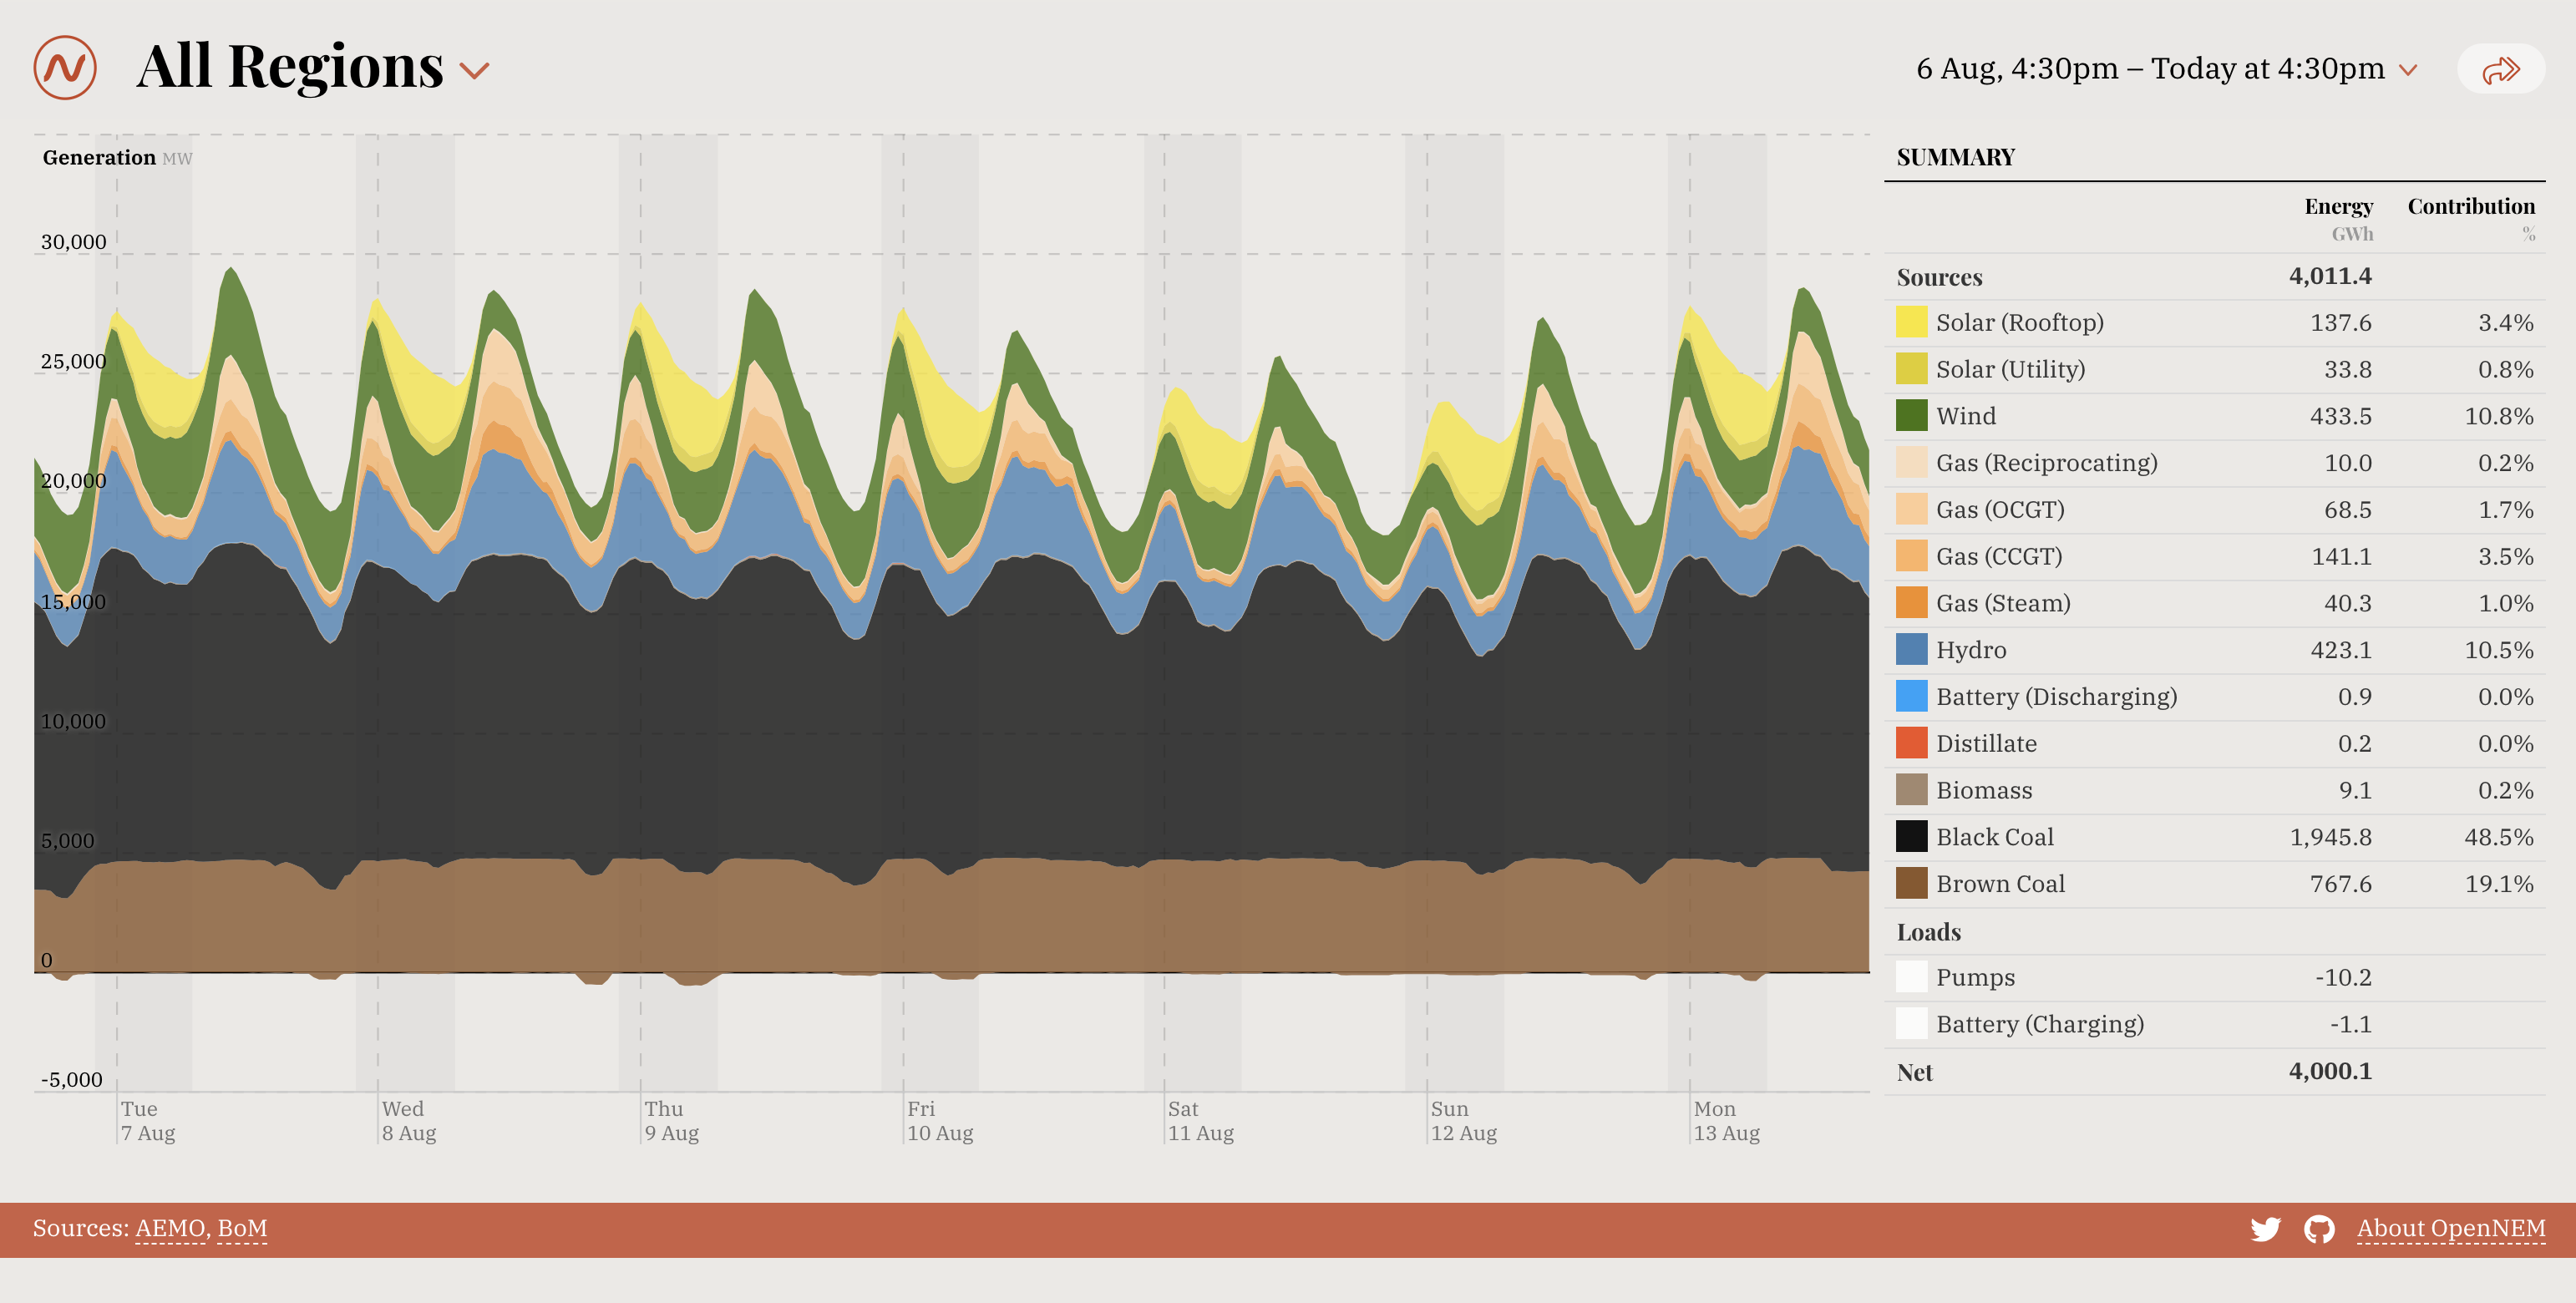 All Regions
6 Aug, 4:30pm – Today at 4:30pm
Generation MW
30,000
25,000
20,000
15,000
10,000
5,000
0
-5,000
Tue
7 Aug
Wed
8 Aug
Thu
9 Aug
Fri
10 Aug
Sat
11 Aug
Sun
12 Aug
Mon
13 Aug
SUMMARY
Energy Contribution
GWh %
Sources 4,011.4
Solar (Rooftop) 137.6 3.4%
Solar (Utility) 33.8 0.8%
Wind 433.5 10.8%
Gas (Reciprocating) 10.0 0.2%
Gas (OCGT) 68.5 1.7%
Gas (CCGT) 141.1 3.5%
Gas (Steam) 40.3 1.0%
Hydro 423.1 10.5%
Battery (Discharging) 0.9 0.0%
Distillate 0.2 0.0%
Biomass 9.1 0.2%
Black Coal 1,945.8 48.5%
Brown Coal 767.6 19.1%
Loads
Pumps -10.2
Battery (Charging) -1.1
Net 4,000.1
Sources: AEMO, BoM
About OpenNEM